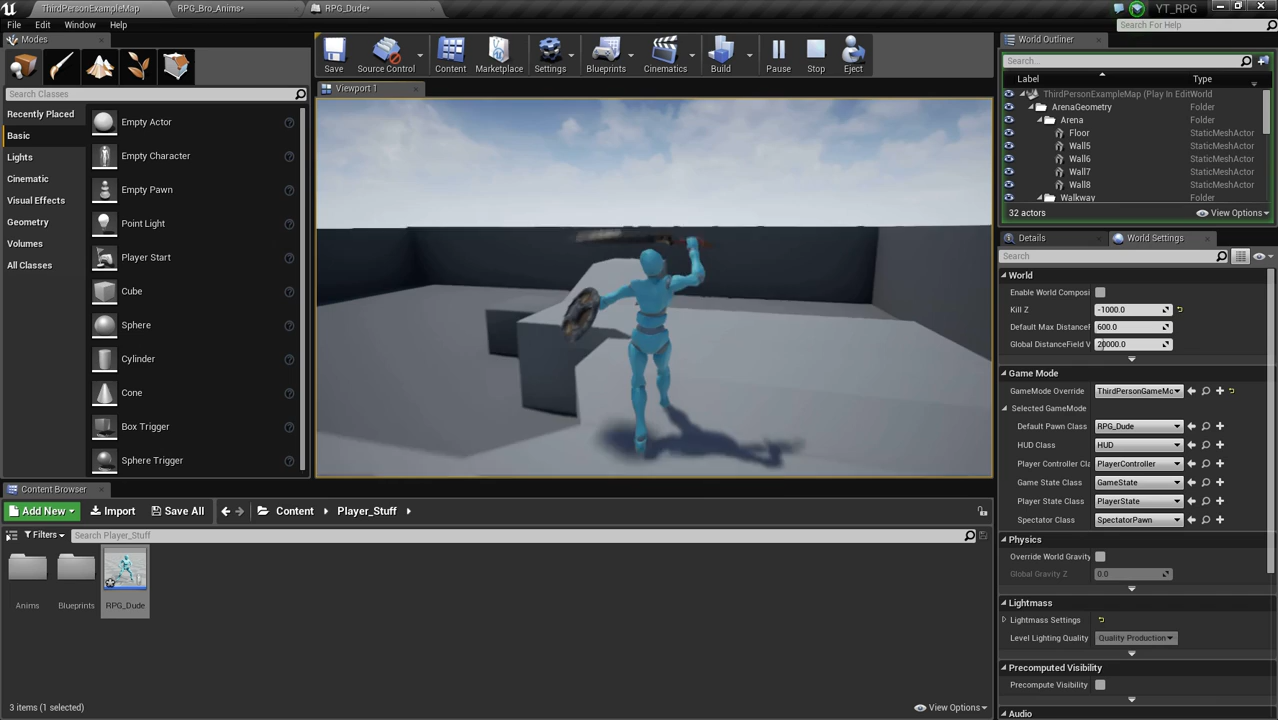 ThirdPersonExampleMap
RPG_Bro_Anims*
RPG_Dude*
YT_RPG
File
Edit
Window
Help
Search For Help
Modes
Search Classes
Recently Placed
Basic
Lights
Cinematic
Visual Effects
Geometry
Volumes
All Classes
Empty Actor
Empty Character
Empty Pawn
Point Light
Player Start
Cube
Sphere
Cylinder
Cone
Box Trigger
Sphere Trigger
Save
Source Control
Content
Marketplace
Settings
Blueprints
Cinematics
Build
Pause
Stop
Eject
Viewport 1
World Outliner
Search...
Label
Type
ThirdPersonExampleMap (Play In Edit World
ArenaGeometry Folder
Arena Folder
Floor StaticMeshActor
Wall5 StaticMeshActor
Wall6 StaticMeshActor
Wall7 StaticMeshActor
Wall8 StaticMeshActor
Walkway Folder
32 actors
View Options
Details
World Settings
Search
World
Enable World Composi
Kill Z -1000.0
Default Max DistanceF 600.0
Global DistanceField V 20000.0
Game Mode
GameMode Override ThirdPersonGameMc
Selected GameMode
Default Pawn Class RPG_Dude
HUD Class HUD
Player Controller Cla PlayerController
Game State Class GameState
Player State Class PlayerState
Spectator Class SpectatorPawn
Physics
Override World Gravity
Global Gravity Z 0.0
Lightmass
Lightmass Settings
Level Lighting Quality Quality Production
Precomputed Visibility
Precompute Visibility
Audio
Content Browser
Add New
Import
Save All
Content
Player_Stuff
Filters
Search Player_Stuff
Anims
Blueprints
RPG_Dude
3 items (1 selected)
View Options